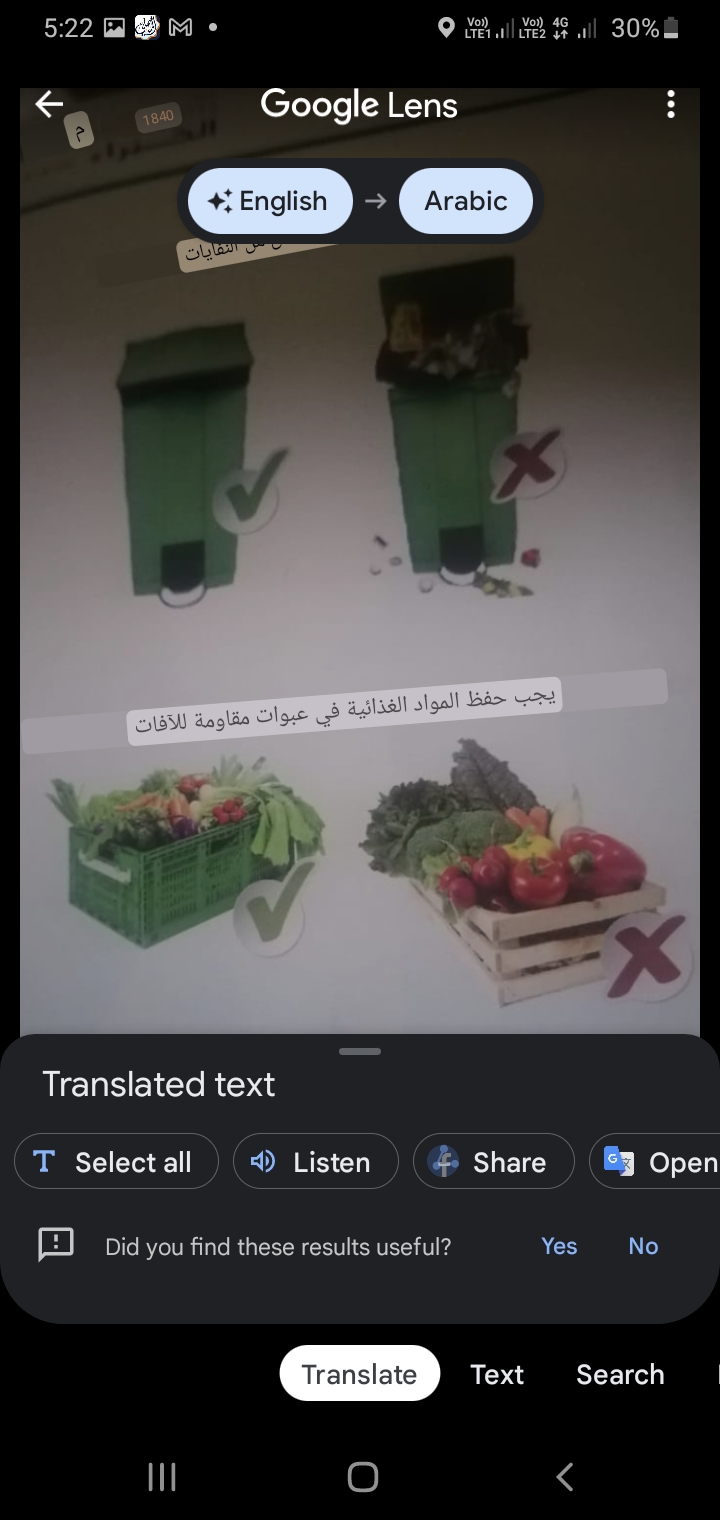 5:22
Vo))
LTE1
Vo))
LTE2
4G
30%
Google Lens
م
1840
English → Arabic
النفايات
يجب حفظ المواد الغذائية في عبوات مقاومة للآفات
Translated text
Select all
Listen
Share
Open
Did you find these results useful?
Yes
No
Translate
Text
Search